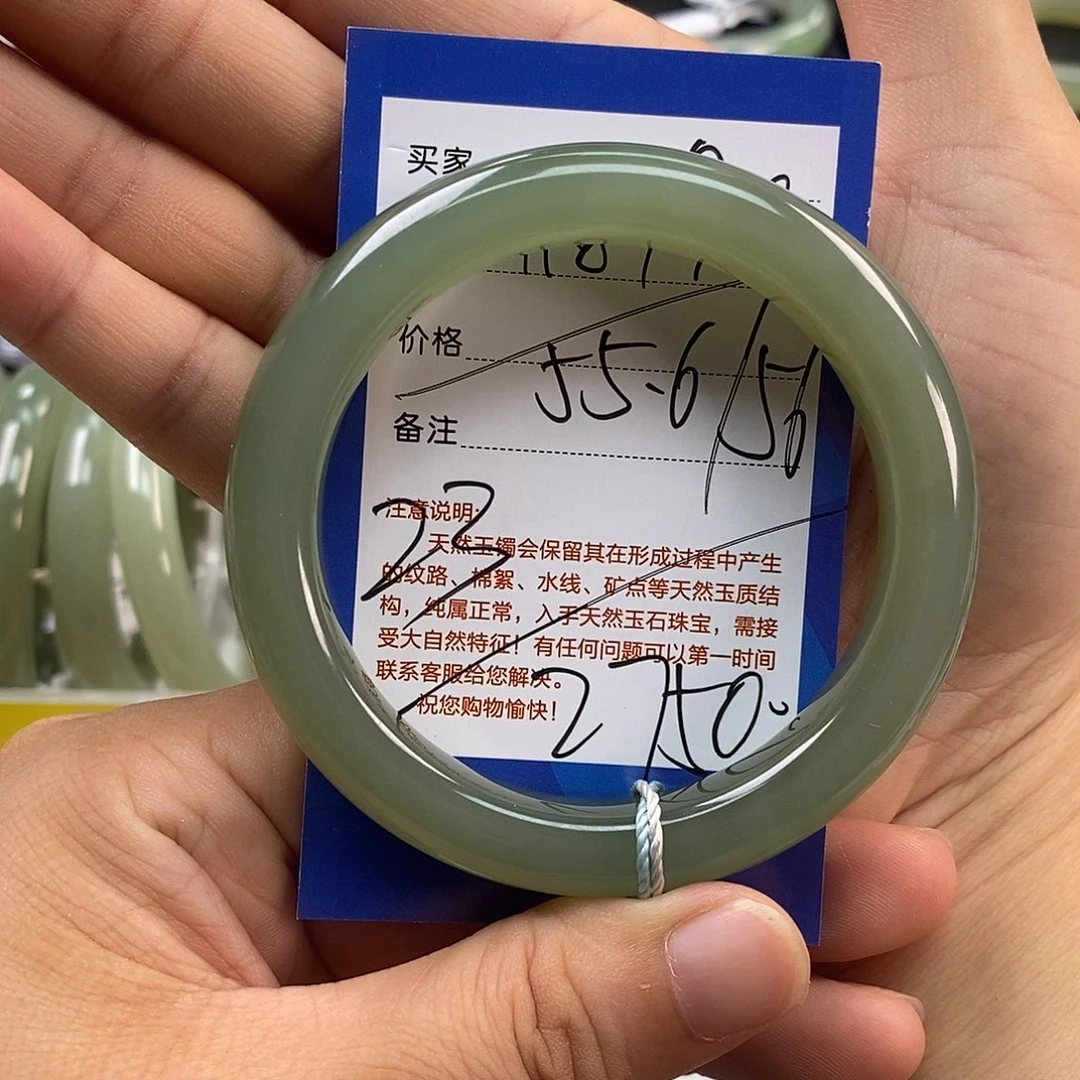 买家
价格 55.6/56
备注
23
注意说明:
天然玉镯会保留其在形成过程中产生
的纹路、棉絮、水线、矿点等天然玉质结
构，纯属正常，入手天然玉石珠宝，需接
受大自然特征！有任何问题可以第一时间
联系客服给您解决。
祝您购物愉快！
2750.